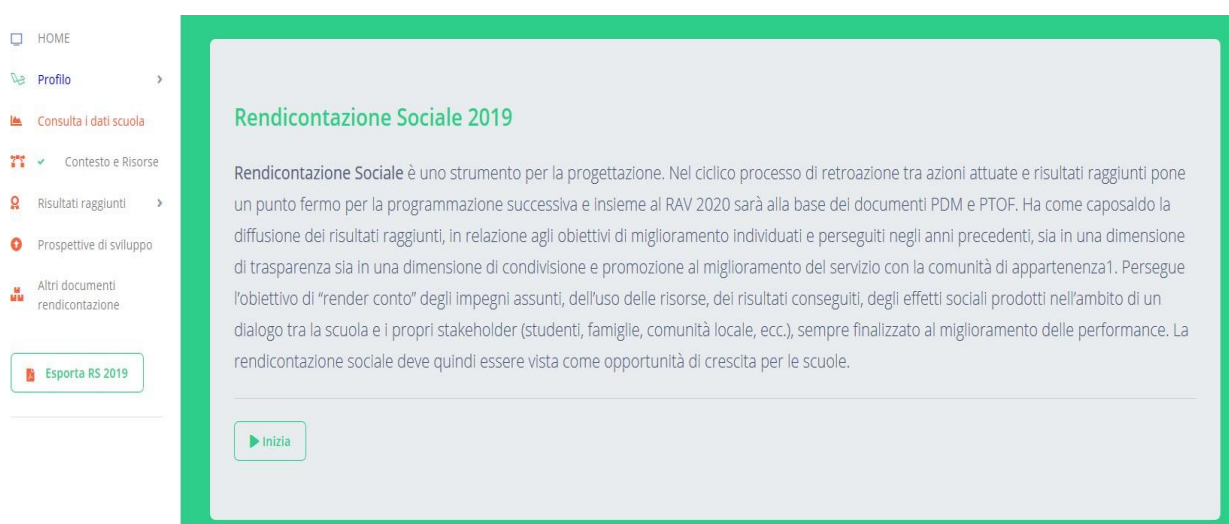 HOME
Profilo
Consulta i dati scuola
Contesto e Risorse
Risultati raggiunti
Prospettive di sviluppo
Altri documenti
rendicontazione
Esporta RS 2019
Rendicontazione Sociale 2019
Rendicontazione Sociale è uno strumento per la progettazione. Nel ciclico processo di retroazione tra azioni attuate e risultati raggiunti pone
un punto fermo per la programmazione successiva e insieme al RAV 2020 sarà alla base dei documenti PDM e PTOF. Ha come caposaldo la
diffusione dei risultati raggiunti, in relazione agli obiettivi di miglioramento individuati e perseguiti negli anni precedenti, sia in una dimensione
di trasparenza sia in una dimensione di condivisione e promozione al miglioramento del servizio con la comunità di appartenenza1. Persegue
l'obiettivo di “render conto” degli impegni assunti, dell'uso delle risorse, dei risultati conseguiti, degli effetti sociali prodotti nell'ambito di un
dialogo tra la scuola e i propri stakeholder (studenti, famiglie, comunità locale, ecc.), sempre finalizzato al miglioramento delle performance. La
rendicontazione sociale deve quindi essere vista come opportunità di crescita per le scuole.
Inizia